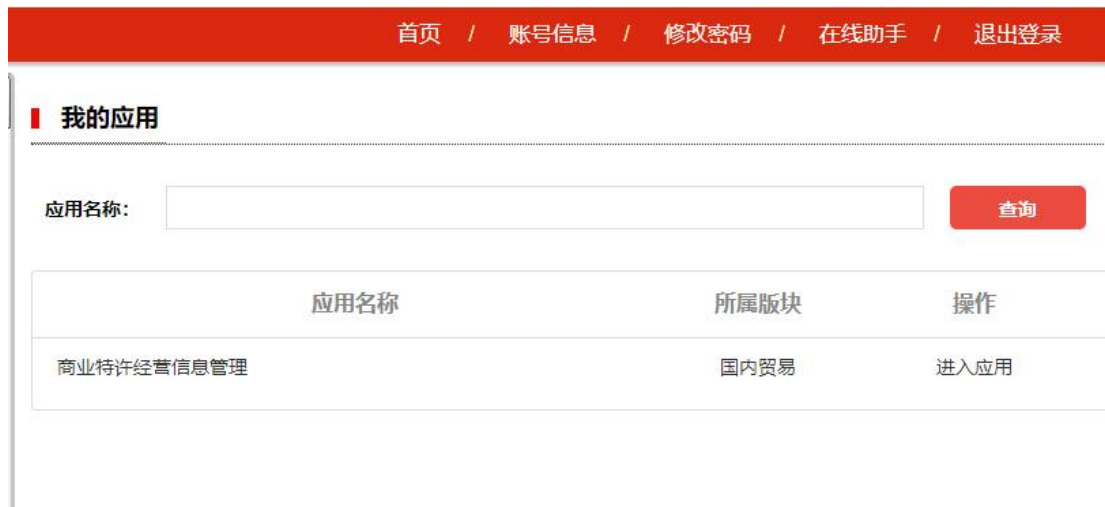 首页 / 账号信息 / 修改密码 / 在线助手 / 退出登录
我的应用
应用名称： 查询
应用名称 所属版块 操作
商业特许经营信息管理 国内贸易 进入应用